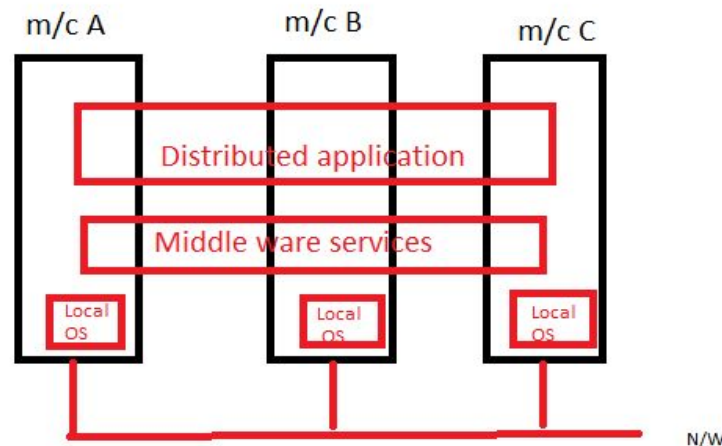 m/c A
m/c B
m/c C
Distributed application
Middle ware services
Local
OS
Local
OS
Local
OS
N/W